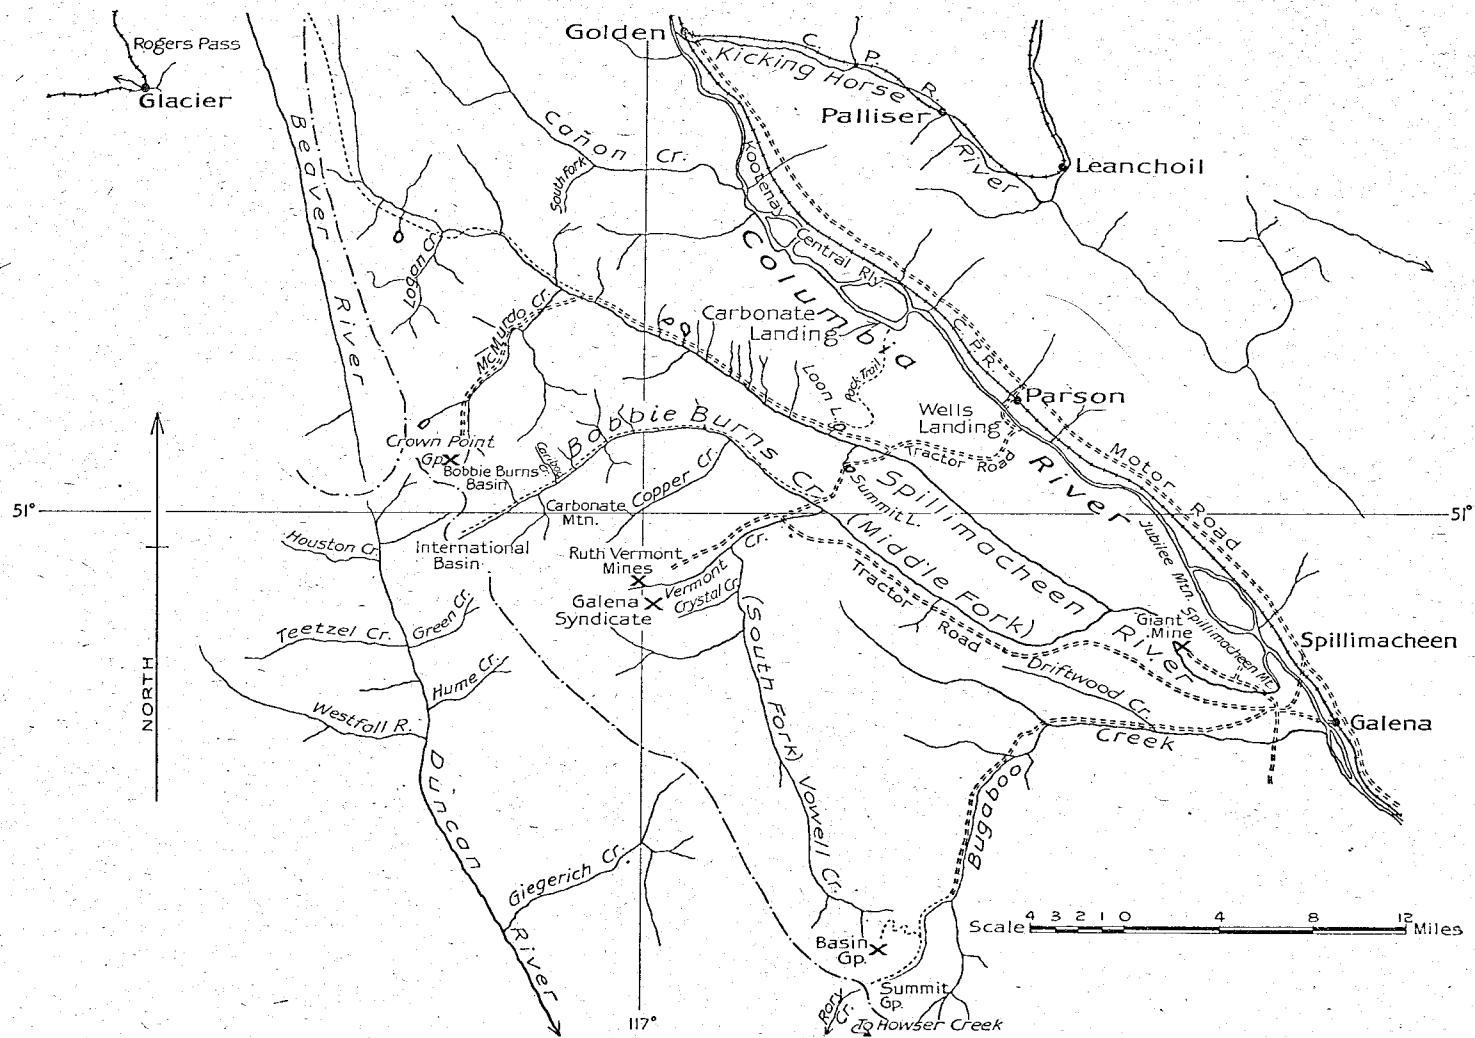 Rogers Pass
Glacier
Golden
C. P. R.
Kicking Horse
River
Palliser
Leanchoil
Beaver
River
Cañon Cr.
South Fork
Kootenay
Central Rly.
Columbia
River
Logan Cr.
McMurdo Cr.
Carbonate
Landing
C. P. R.
Loon L.
Pack Trail
Wells
Landing
Parson
Tractor Road
Motor Road
Crown Point
Gp.
Bobbie Burns
Basin
Caribou
Cr.
Bobbie Burns Cr.
Carbonate
Mtn.
Copper Cr.
Summit L.
Spillimacheen
River
(Middle Fork)
51°
51°
Houston Cr.
International
Basin
Ruth Vermont
Mines
Vermont
Cr.
Crystal Cr.
Galena
Syndicate
Tractor
Road
Jubilee Mtn.
Spillimacheen Mt.
Giant
Mine
Spillimacheen
Teetzel Cr.
Green Cr.
Hume Cr.
Westfall R.
(South Fork) Vowell Cr.
Driftwood Cr.
Galena
Bugaboo
Creek
NORTH
Duncan
River
Giegerich Cr.
Basin
Gp.
Summit
Gp.
Rory
Cr.
To Howser Creek
117°
Scale 4 3 2 1 0 4 8 12 Miles